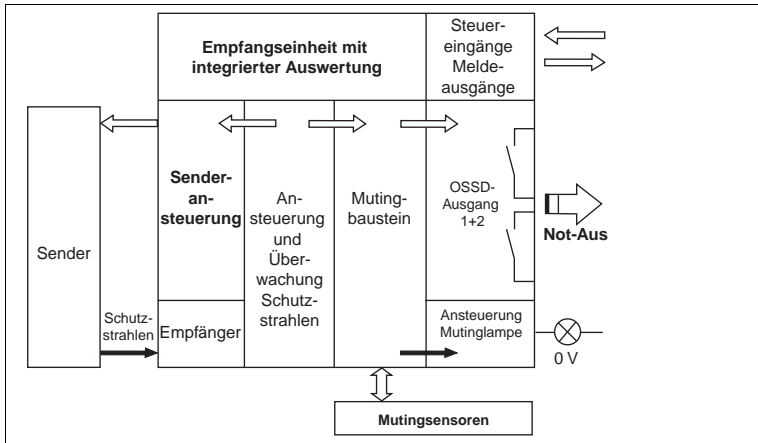 Empfangseinheit mit
integrierter Auswertung
Steuer-
eingänge
Melde-
ausgänge
Sender
Schutz-
strahlen
Sender-
an-
steuerung
Empfänger
An-
steuerung
und
Über-
wachung
Schutz-
strahlen
Muting-
baustein
OSSD-
Ausgang
1+2
Not-Aus
Ansteuerung
Mutinglampe
0 V
Mutingsensoren